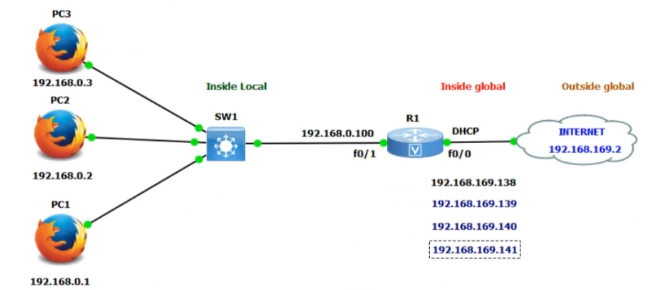 PC3
192.168.0.3
PC2
192.168.0.2
PC1
192.168.0.1
Inside Local
SW1
192.168.0.100
f0/1
Inside global
R1
DHCP
f0/0
192.168.169.138
192.168.169.139
192.168.169.140
192.168.169.141
Outside global
INTERNET
192.168.169.2